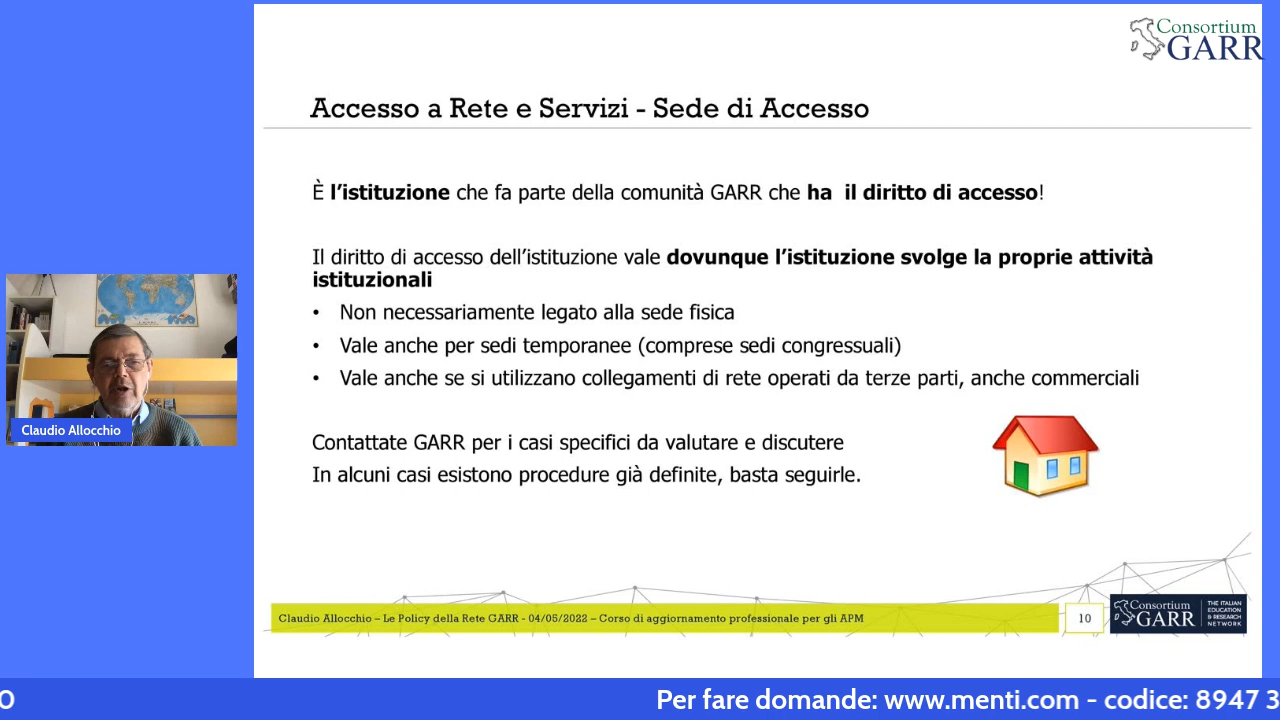 Consortium
GARR
Accesso a Rete e Servizi - Sede di Accesso
È l’istituzione che fa parte della comunità GARR che ha il diritto di accesso!
Il diritto di accesso dell’istituzione vale dovunque l’istituzione svolge la proprie attività
istituzionali
• Non necessariamente legato alla sede fisica
• Vale anche per sedi temporanee (comprese sedi congressuali)
• Vale anche se si utilizzano collegamenti di rete operati da terze parti, anche commerciali
Claudio Allocchio
Contattate GARR per i casi specifici da valutare e discutere
In alcuni casi esistono procedure già definite, basta seguirle.
Claudio Allocchio – Le Policy della Rete GARR - 04/05/2022 – Corso di aggiornamento professionale per gli APM
10
Consortium
GARR
THE ITALIAN
EDUCATION
& RESEARCH
NETWORK
0
Per fare domande: www.menti.com - codice: 8947 3